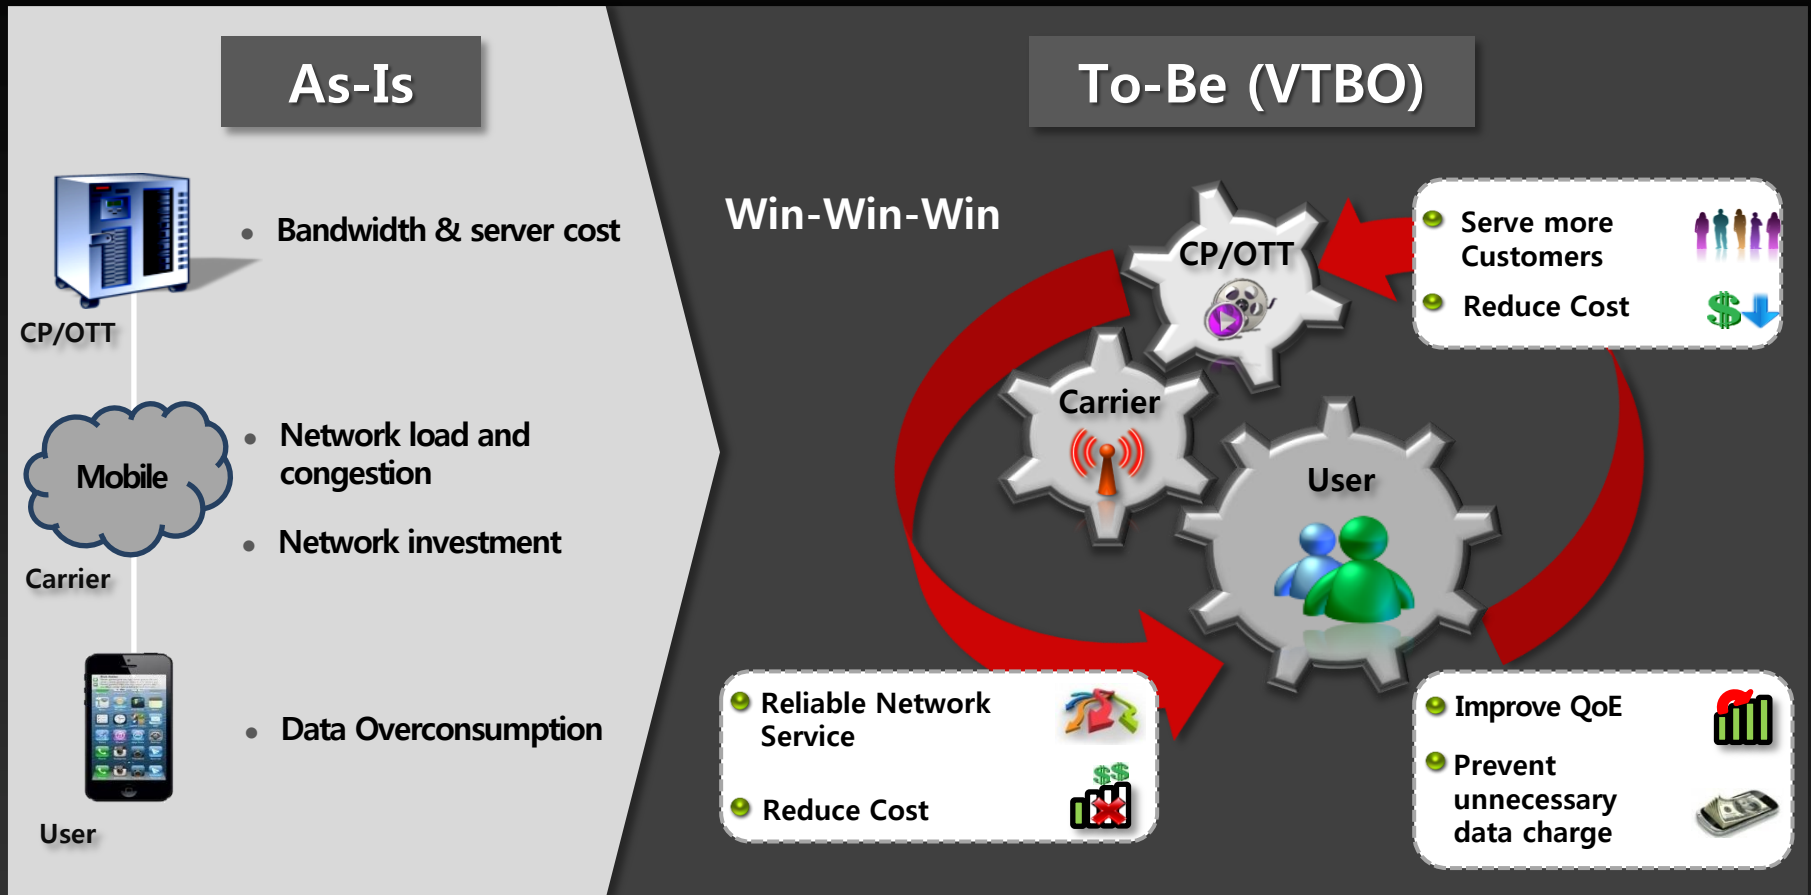 As-Is
Bandwidth & server cost
CP/OTT
Network load and
congestion
Mobile
Network investment
Carrier
Data Overconsumption
User
To-Be (VTBO)
Win-Win-Win
CP/OTT
Carrier
User
Serve more
Customers
Reduce Cost
Reliable Network
Service
Reduce Cost
Improve QoE
Prevent
unnecessary
data charge